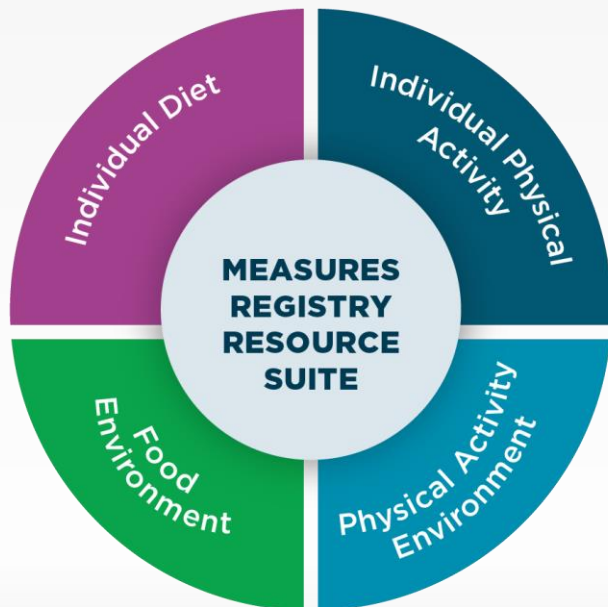 Individual Diet
Individual Physical
Activity
MEASURES
REGISTRY
RESOURCE
SUITE
Food
Environment
Physical Activity
Environment